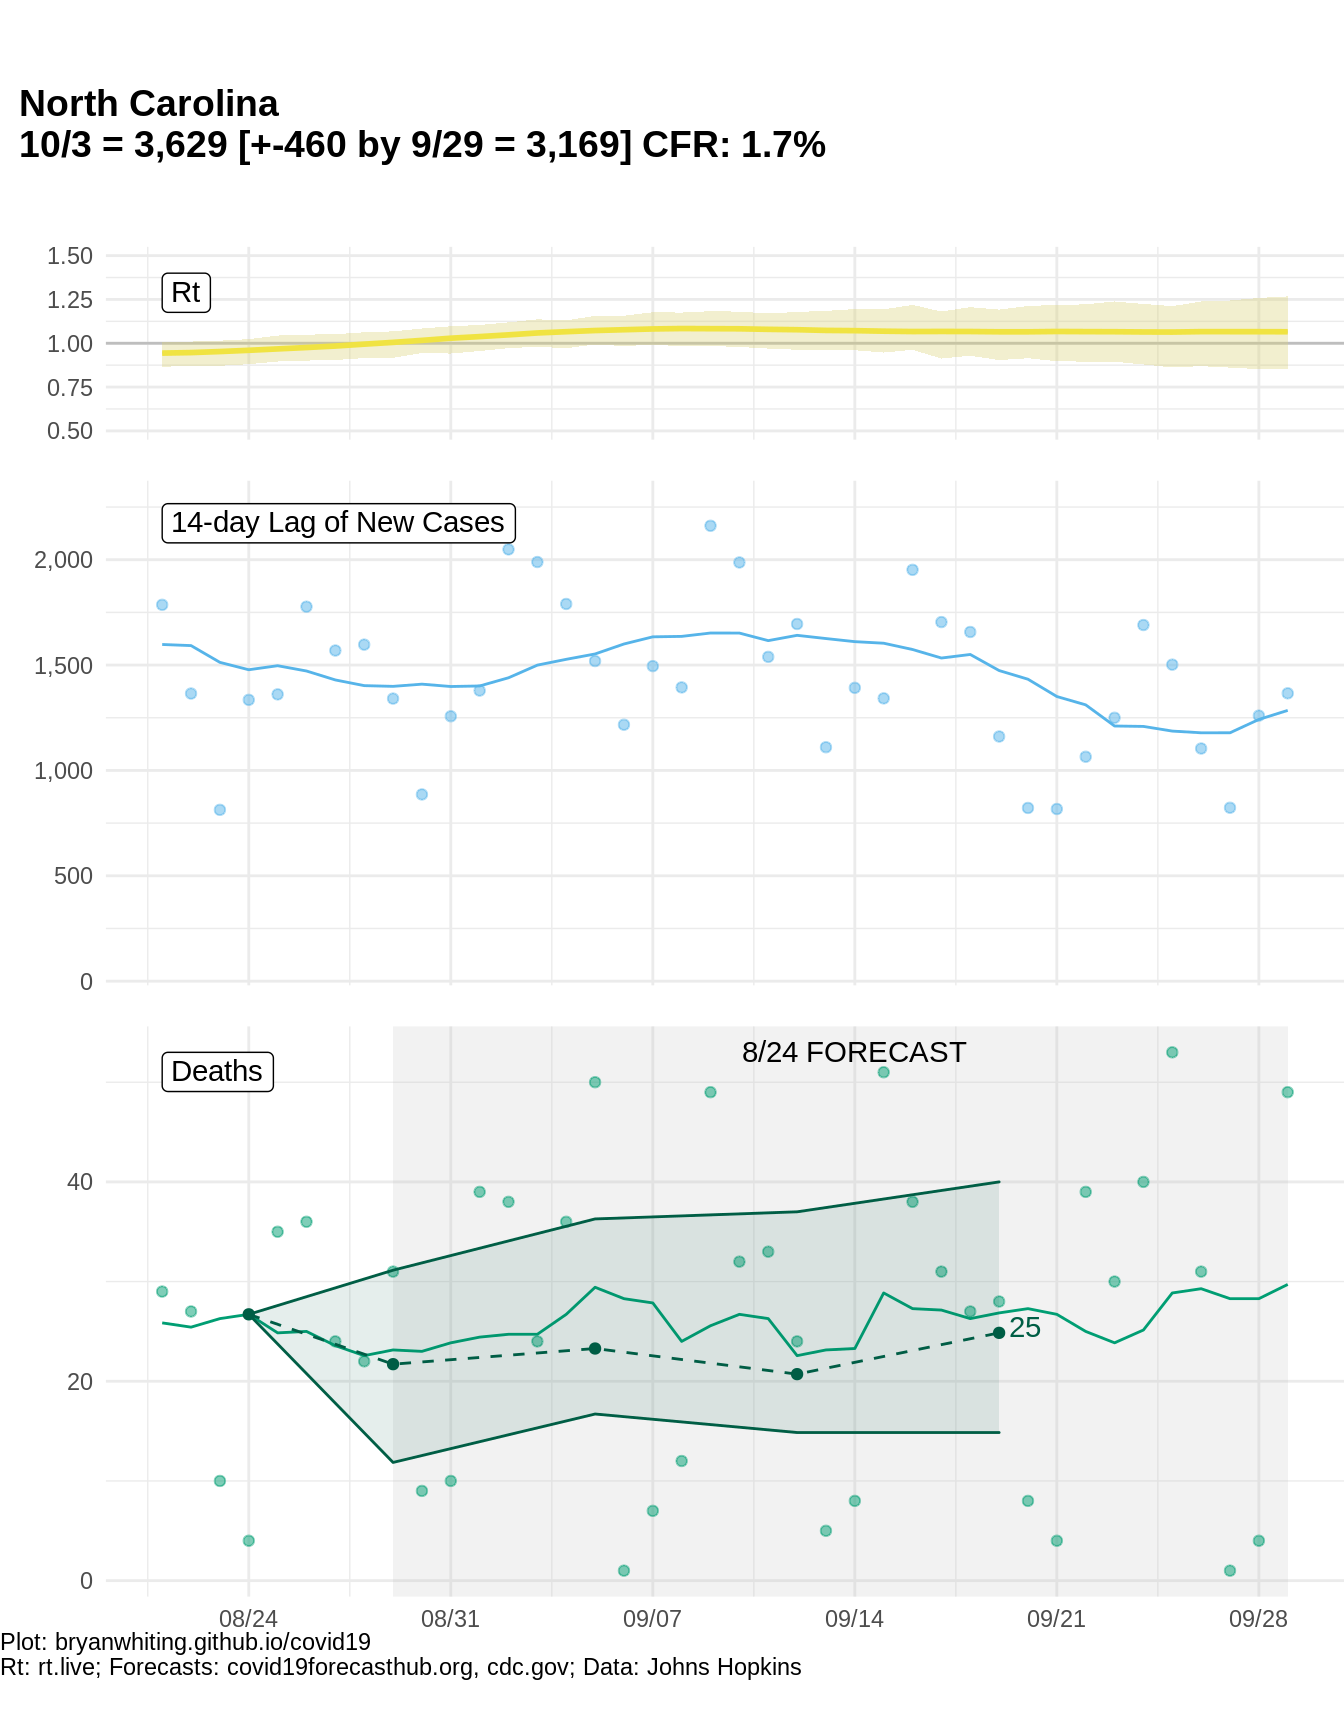 North Carolina
10/3 = 3,629 [+-460 by 9/29 = 3,169] CFR: 1.7%
1.50
1.25
1.00
0.75
0.50
Rt
14-day Lag of New Cases
2,000
1,500
1,000
500
0
8/24 FORECAST
Deaths
40
20
0
25
08/24
08/31
09/07
09/14
09/21
09/28
Plot: bryanwhiting.github.io/covid19
Rt: rt.live; Forecasts: covid19forecasthub.org, cdc.gov; Data: Johns Hopkins